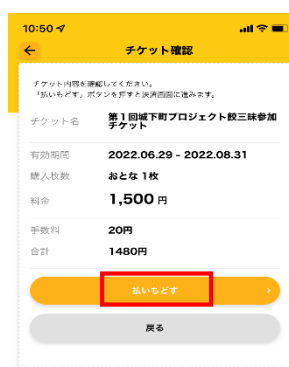 10:50
チケット確認
チケット内容を確認してください。
「払いもどす」ボタンを押すと決済画面に進みます。
チケット名 第1回城下町プロジェクト餃三昧参加
チケット
有効期間 2022.06.29 - 2022.08.31
購入枚数 おとな 1枚
料金 1,500 円
手数料 20円
合計 1480円
払いもどす
戻る